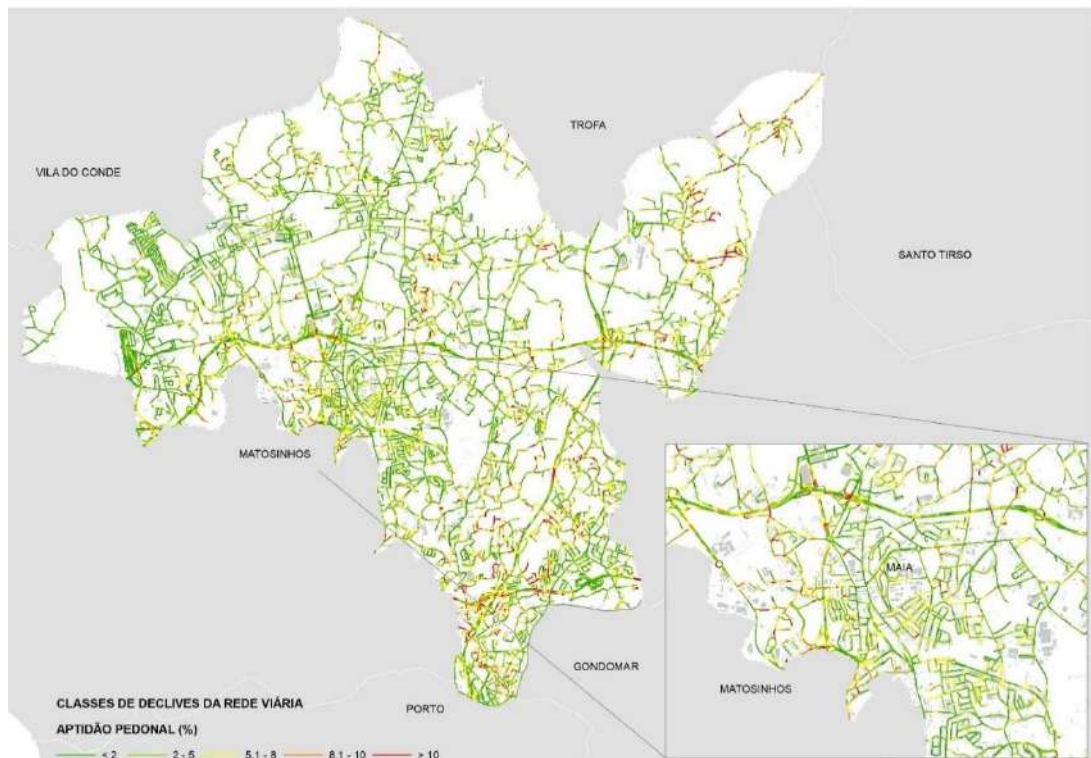 TROFA
VILA DO CONDE
SANTO TIRSO
MATOSINHOS
MAIA
GONDOMAR
MATOSINHOS
PORTO
CLASSES DE DECLIVES DA REDE VIÁRIA
APTIDÃO PEDONAL (%)
< 2 2 - 5 5.1 - 8 8.1 - 10 > 10